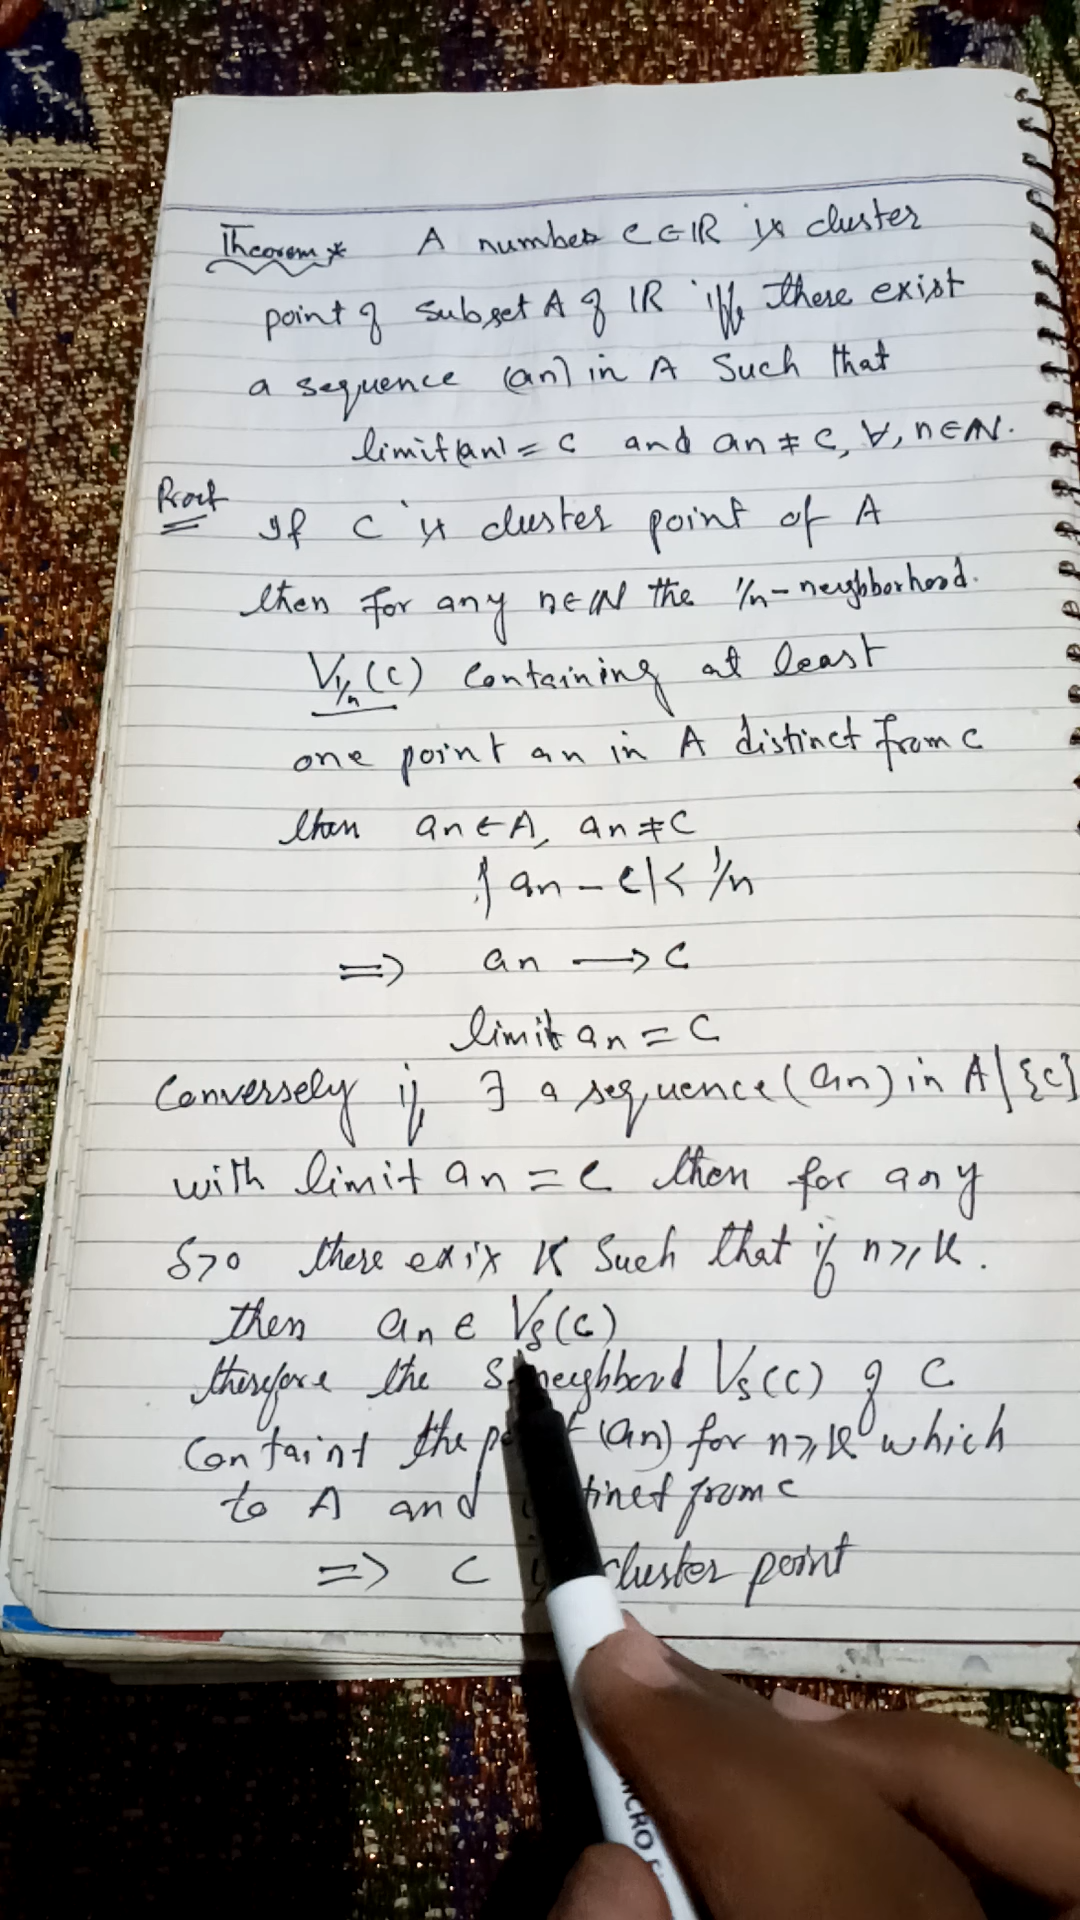 Theorem* A number C∈IR is cluster
point of subset A of IR iff there exist
a sequence (an) in A Such that
limit(an) = c and an ≠ c, ∀, n∈N.
Proof
If C is cluster point of A
then for any n∈N the 1/n-neighborhood.
V1/n(C) Containing at least
one point an in A distinct from c
then an∈A, an≠C
|an - c|< 1/n
=> an → C
limit an = C
Conversely if ∃ a sequence (an) in A|{c}
with limit an = c then for any
δ>0 there exix K Such that if n≥K.
then an ∈ Vδ(c)
therefore the δ neighbord Vδ(c) of C
Containt the (an) for n≥K which
to A and from c
=> C cluster point
MCRO